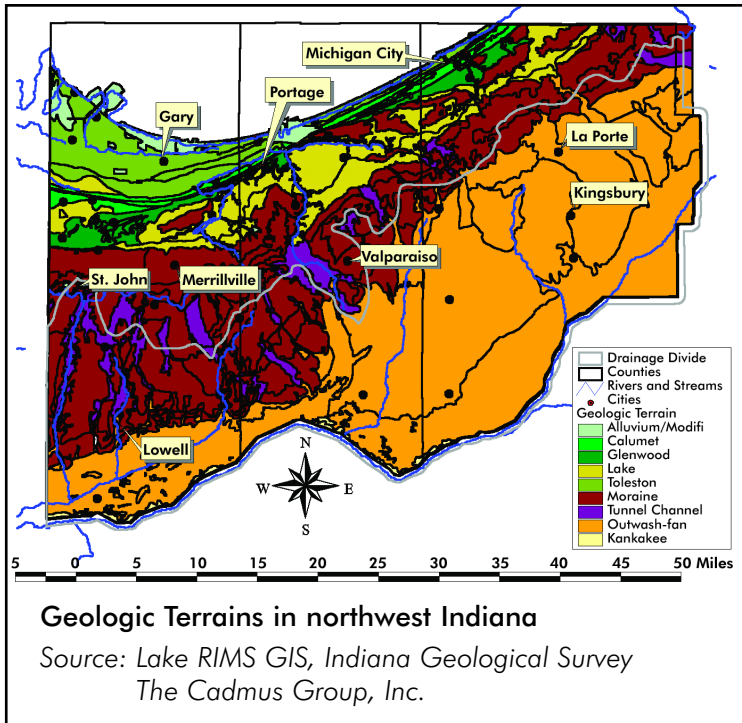 Michigan City
Portage
Gary
La Porte
Kingsbury
Valparaiso
St. John
Merrillville
Lowell
N
W E
S
Drainage Divide
Counties
Rivers and Streams
Cities
Geologic Terrain
Alluvium/Modifi
Calumet
Glenwood
Lake
Toleston
Moraine
Tunnel Channel
Outwash-fan
Kankakee
5 0 5 10 15 20 25 30 35 40 45 50 Miles
Geologic Terrains in northwest Indiana
Source: Lake RIMS GIS, Indiana Geological Survey
The Cadmus Group, Inc.